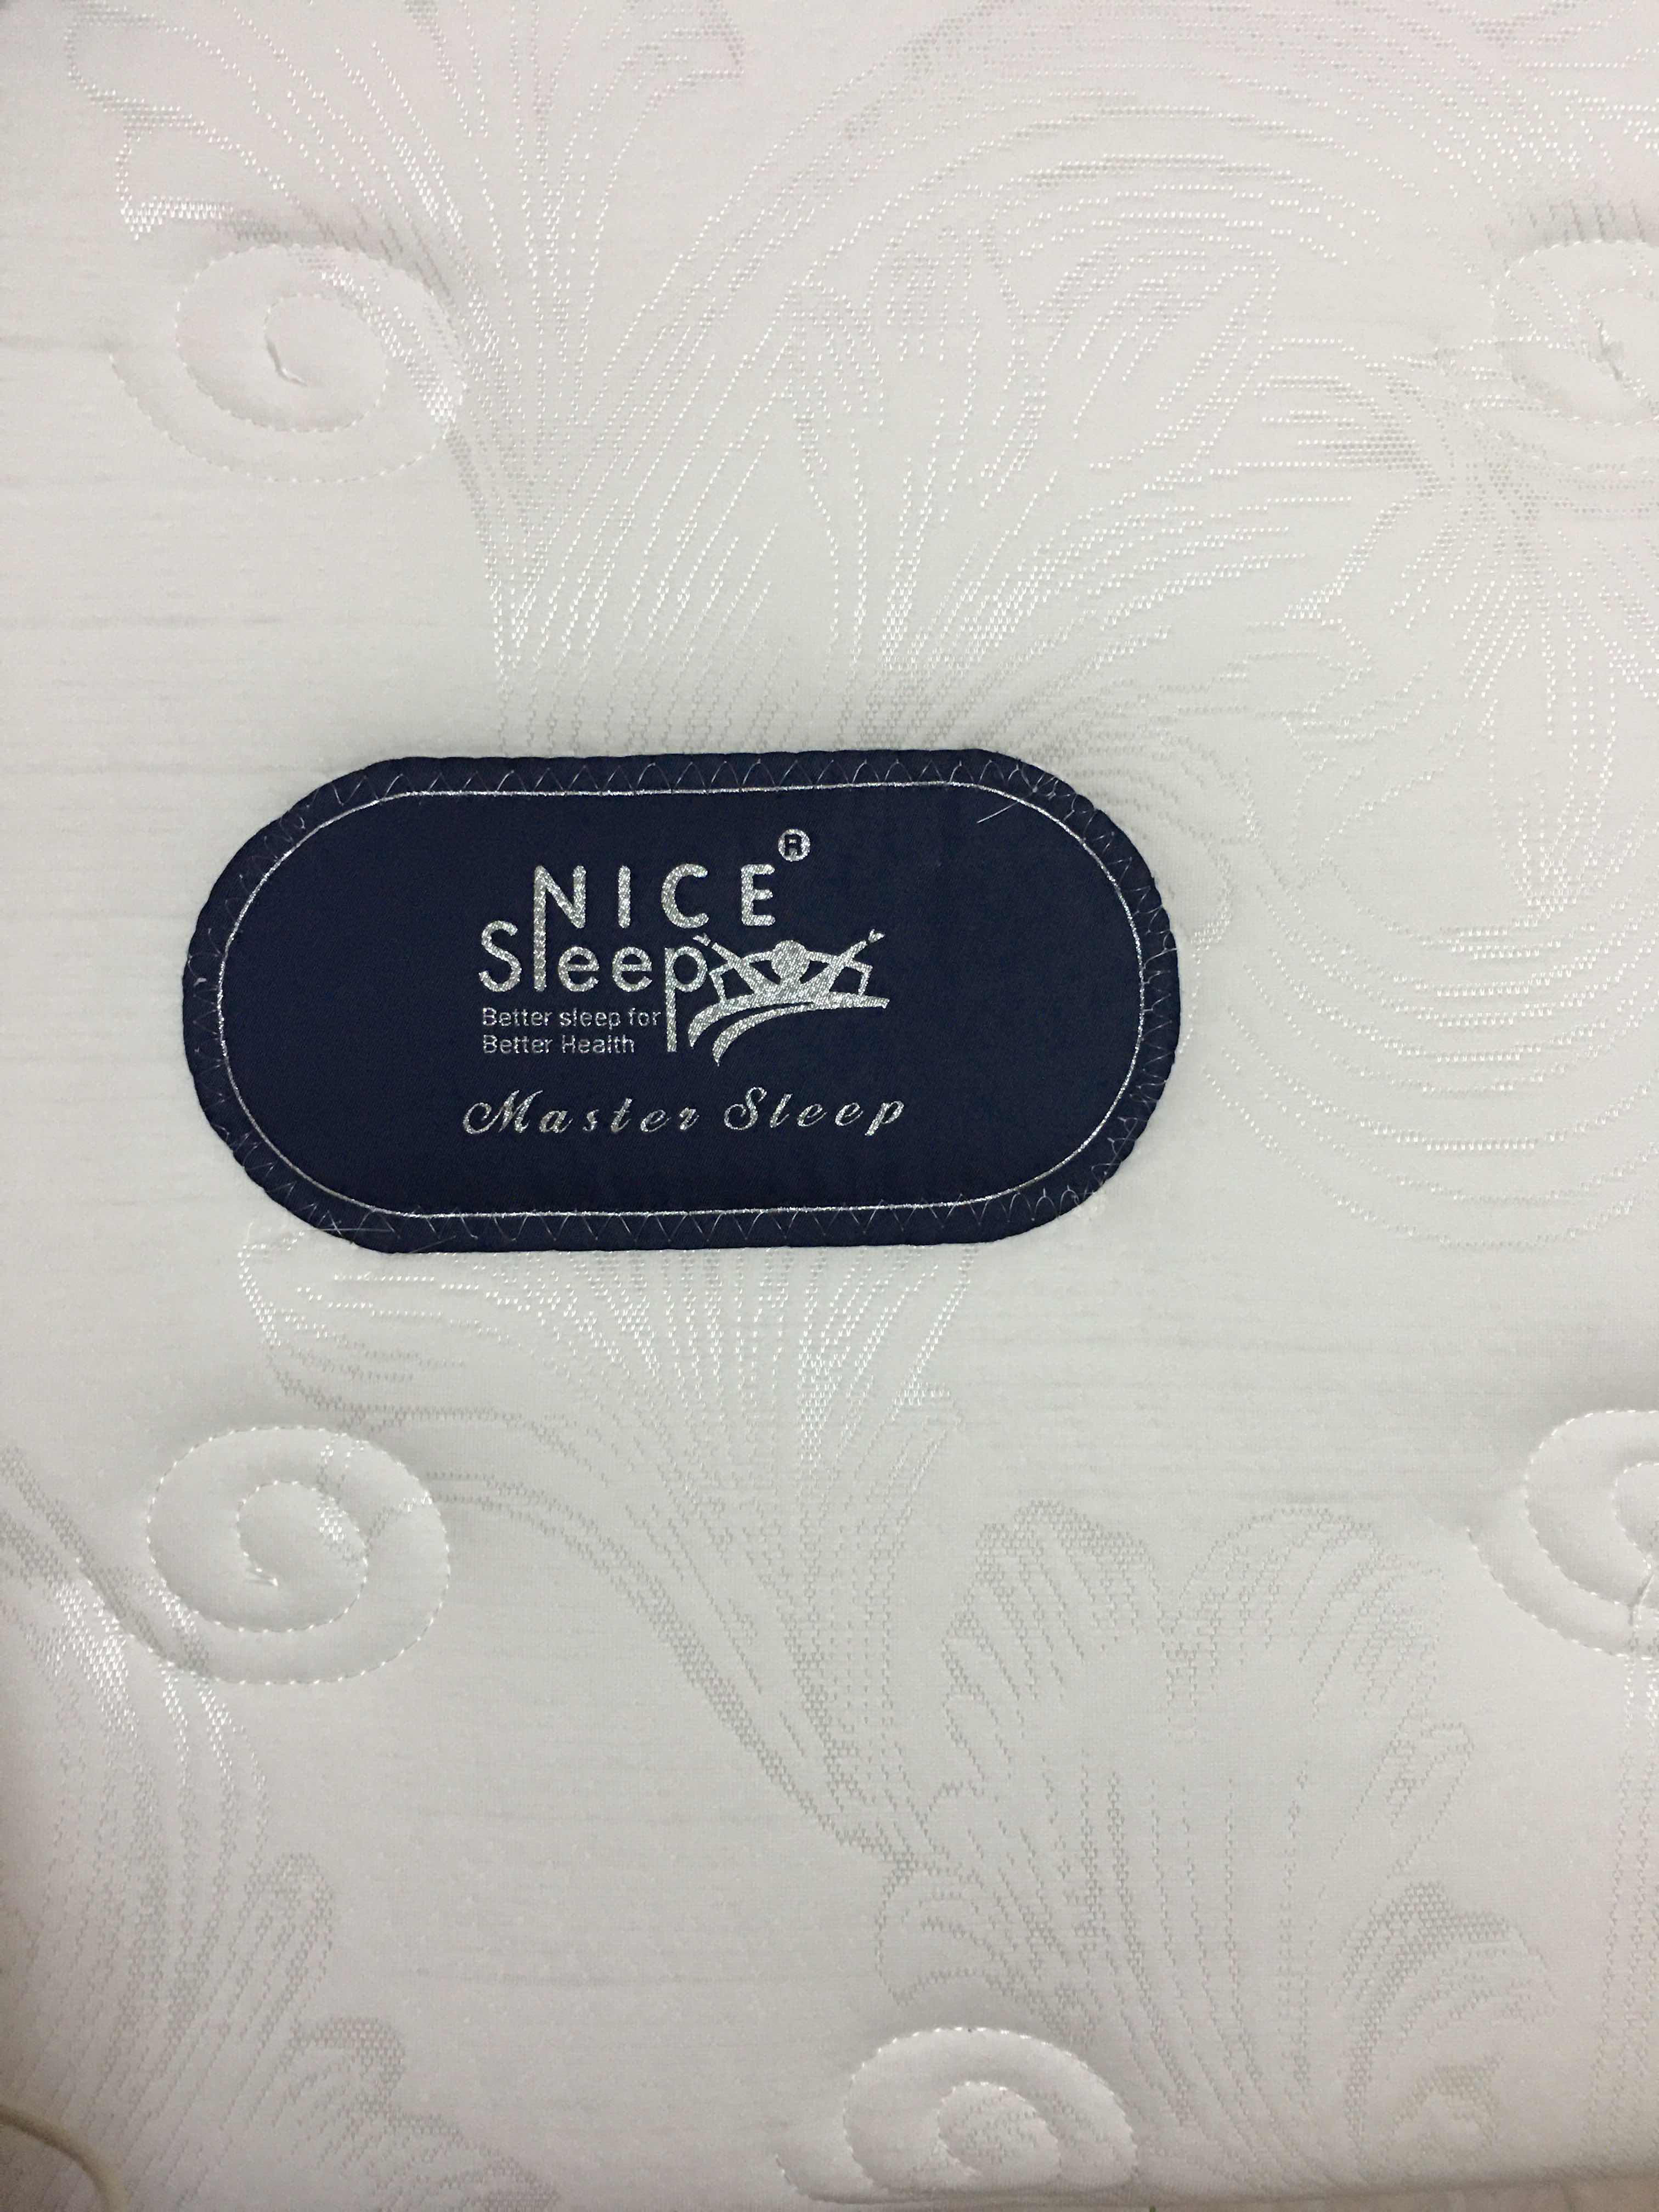 NICE®
Sleep
Better sleep for
Better Health
Master Sleep